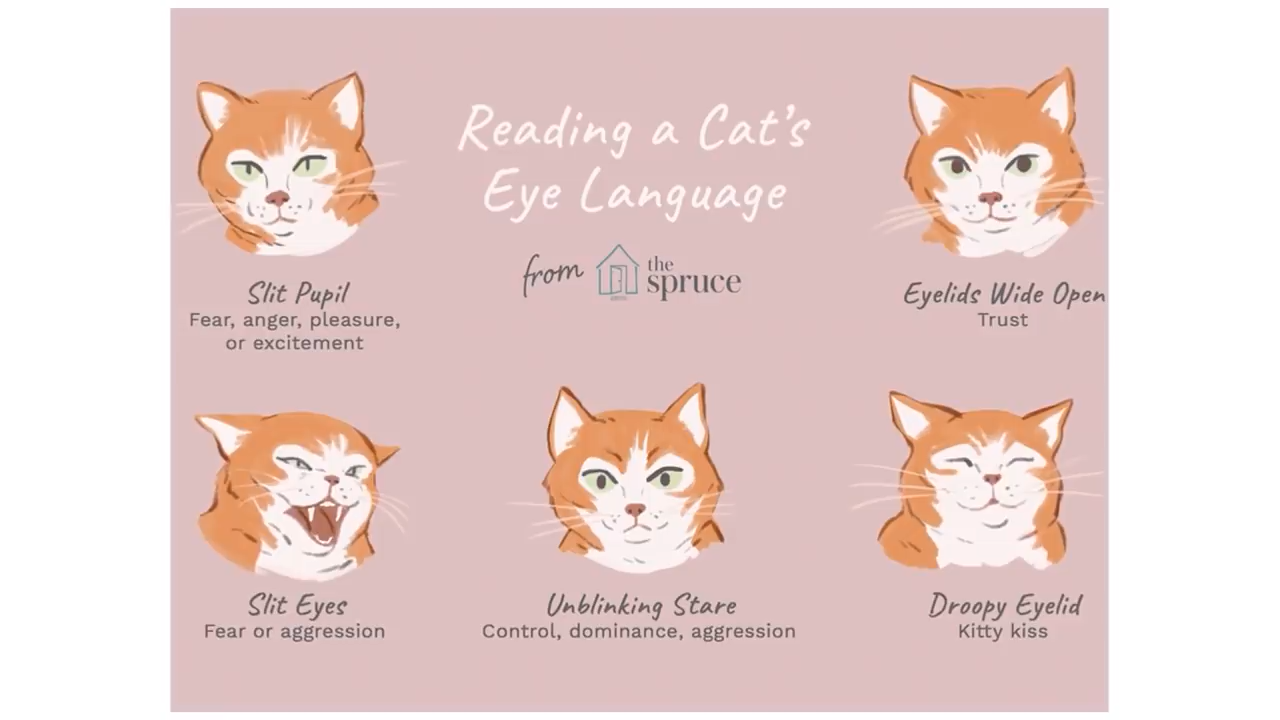 Reading a Cat's
Eye Language
from the spruce
Slit Pupil
Fear, anger, pleasure,
or excitement
Eyelids Wide Open
Trust
Slit Eyes
Fear or aggression
Unblinking Stare
Control, dominance, aggression
Droopy Eyelid
Kitty kiss